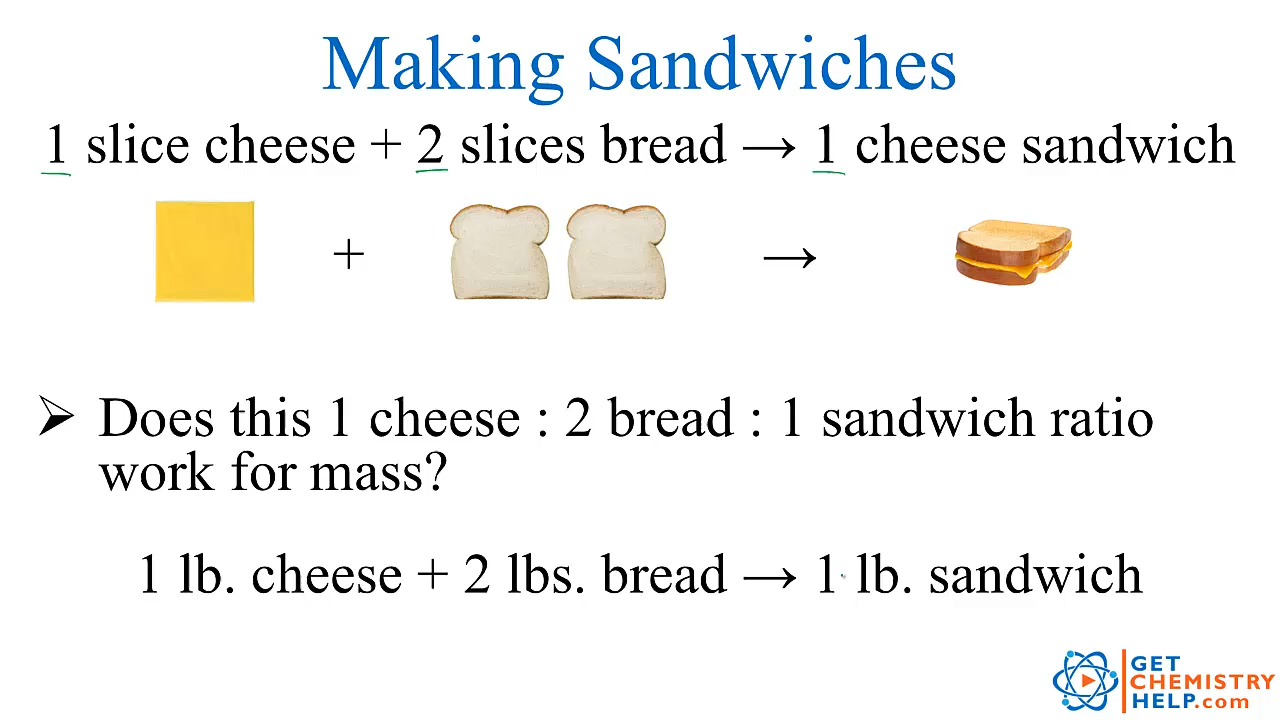 Making Sandwiches
1 slice cheese + 2 slices bread → 1 cheese sandwich
+ →
➢ Does this 1 cheese : 2 bread : 1 sandwich ratio
work for mass?
1 lb. cheese + 2 lbs. bread → 1 lb. sandwich
GET
CHEMISTRY
HELP.com